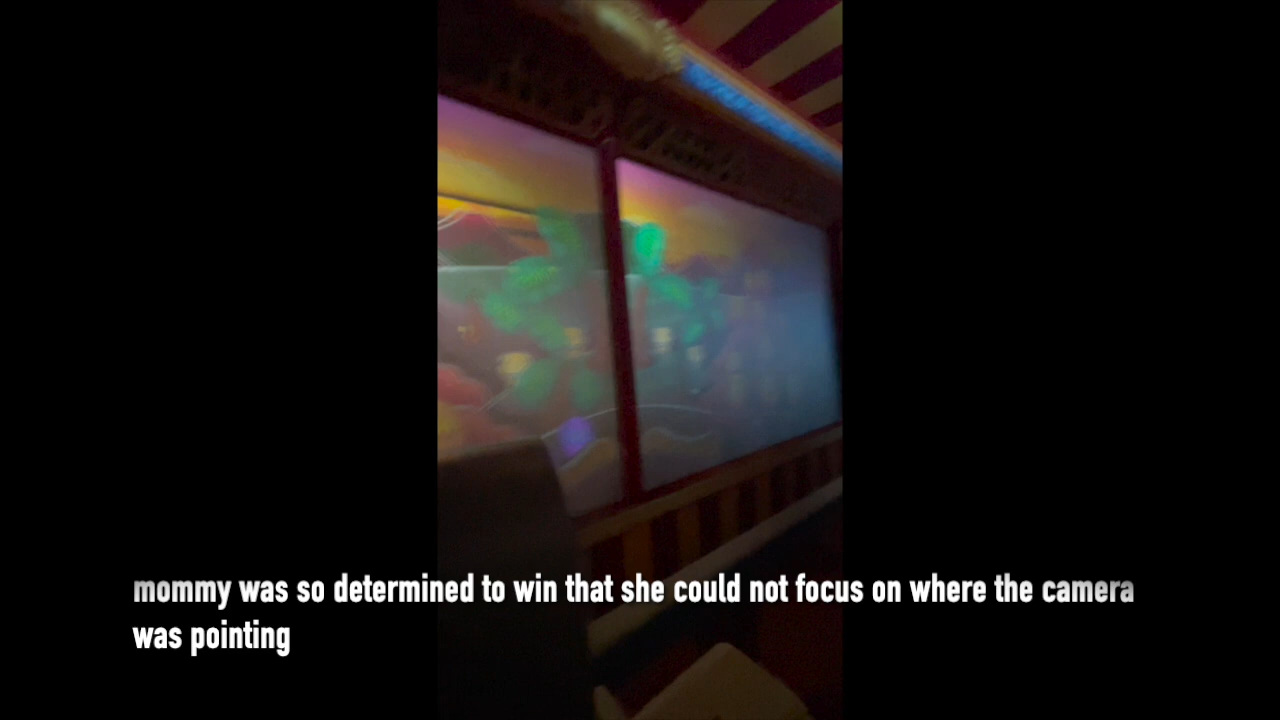 mommy was so determined to win that she could not focus on where the camera
was pointing